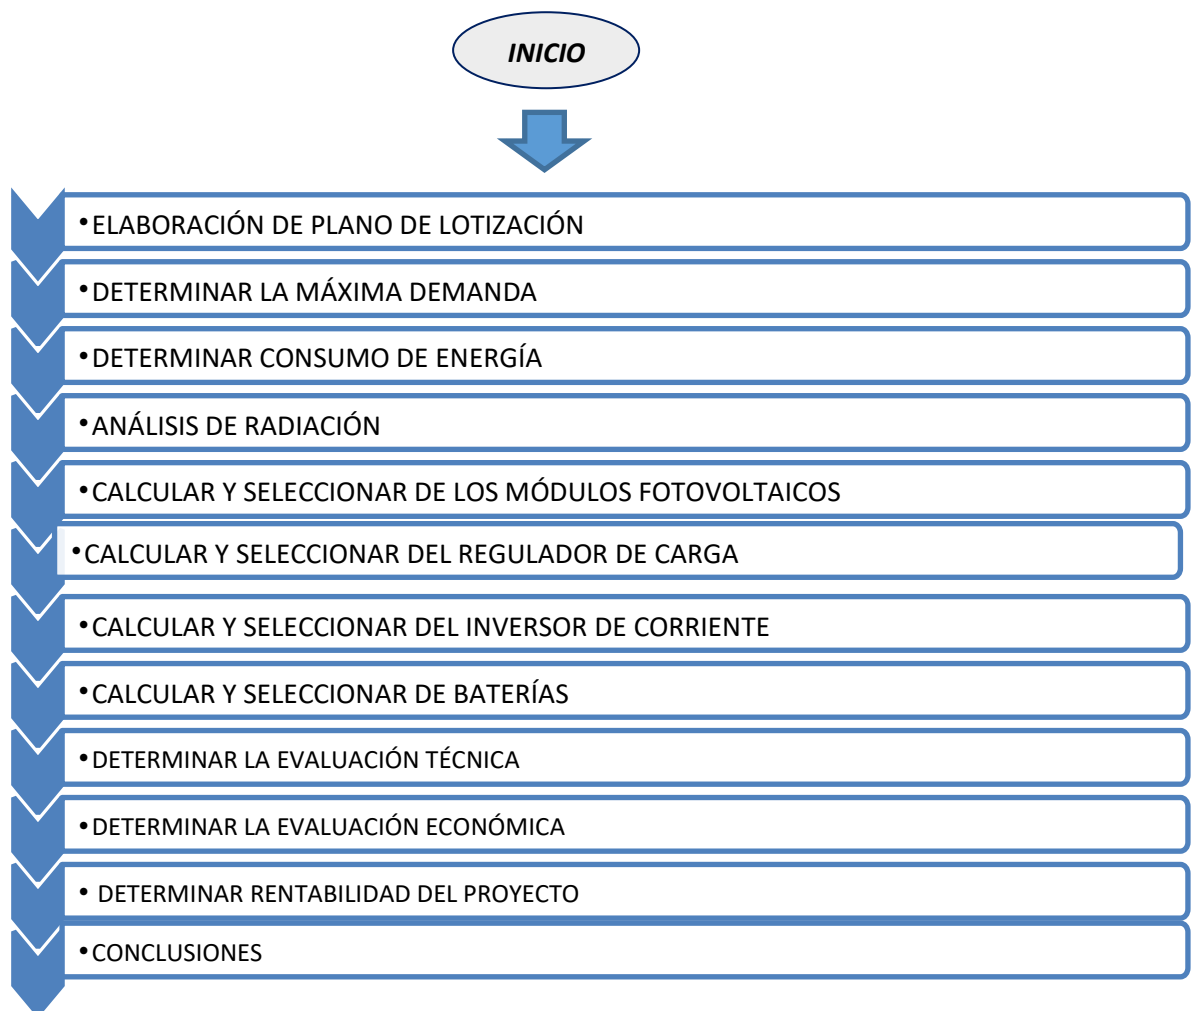 INICIO
•ELABORACIÓN DE PLANO DE LOTIZACIÓN
•DETERMINAR LA MÁXIMA DEMANDA
•DETERMINAR CONSUMO DE ENERGÍA
•ANÁLISIS DE RADIACIÓN
•CALCULAR Y SELECCIONAR DE LOS MÓDULOS FOTOVOLTAICOS
•CALCULAR Y SELECCIONAR DEL REGULADOR DE CARGA
•CALCULAR Y SELECCIONAR DEL INVERSOR DE CORRIENTE
•CALCULAR Y SELECCIONAR DE BATERÍAS
•DETERMINAR LA EVALUACIÓN TÉCNICA
•DETERMINAR LA EVALUACIÓN ECONÓMICA
• DETERMINAR RENTABILIDAD DEL PROYECTO
•CONCLUSIONES